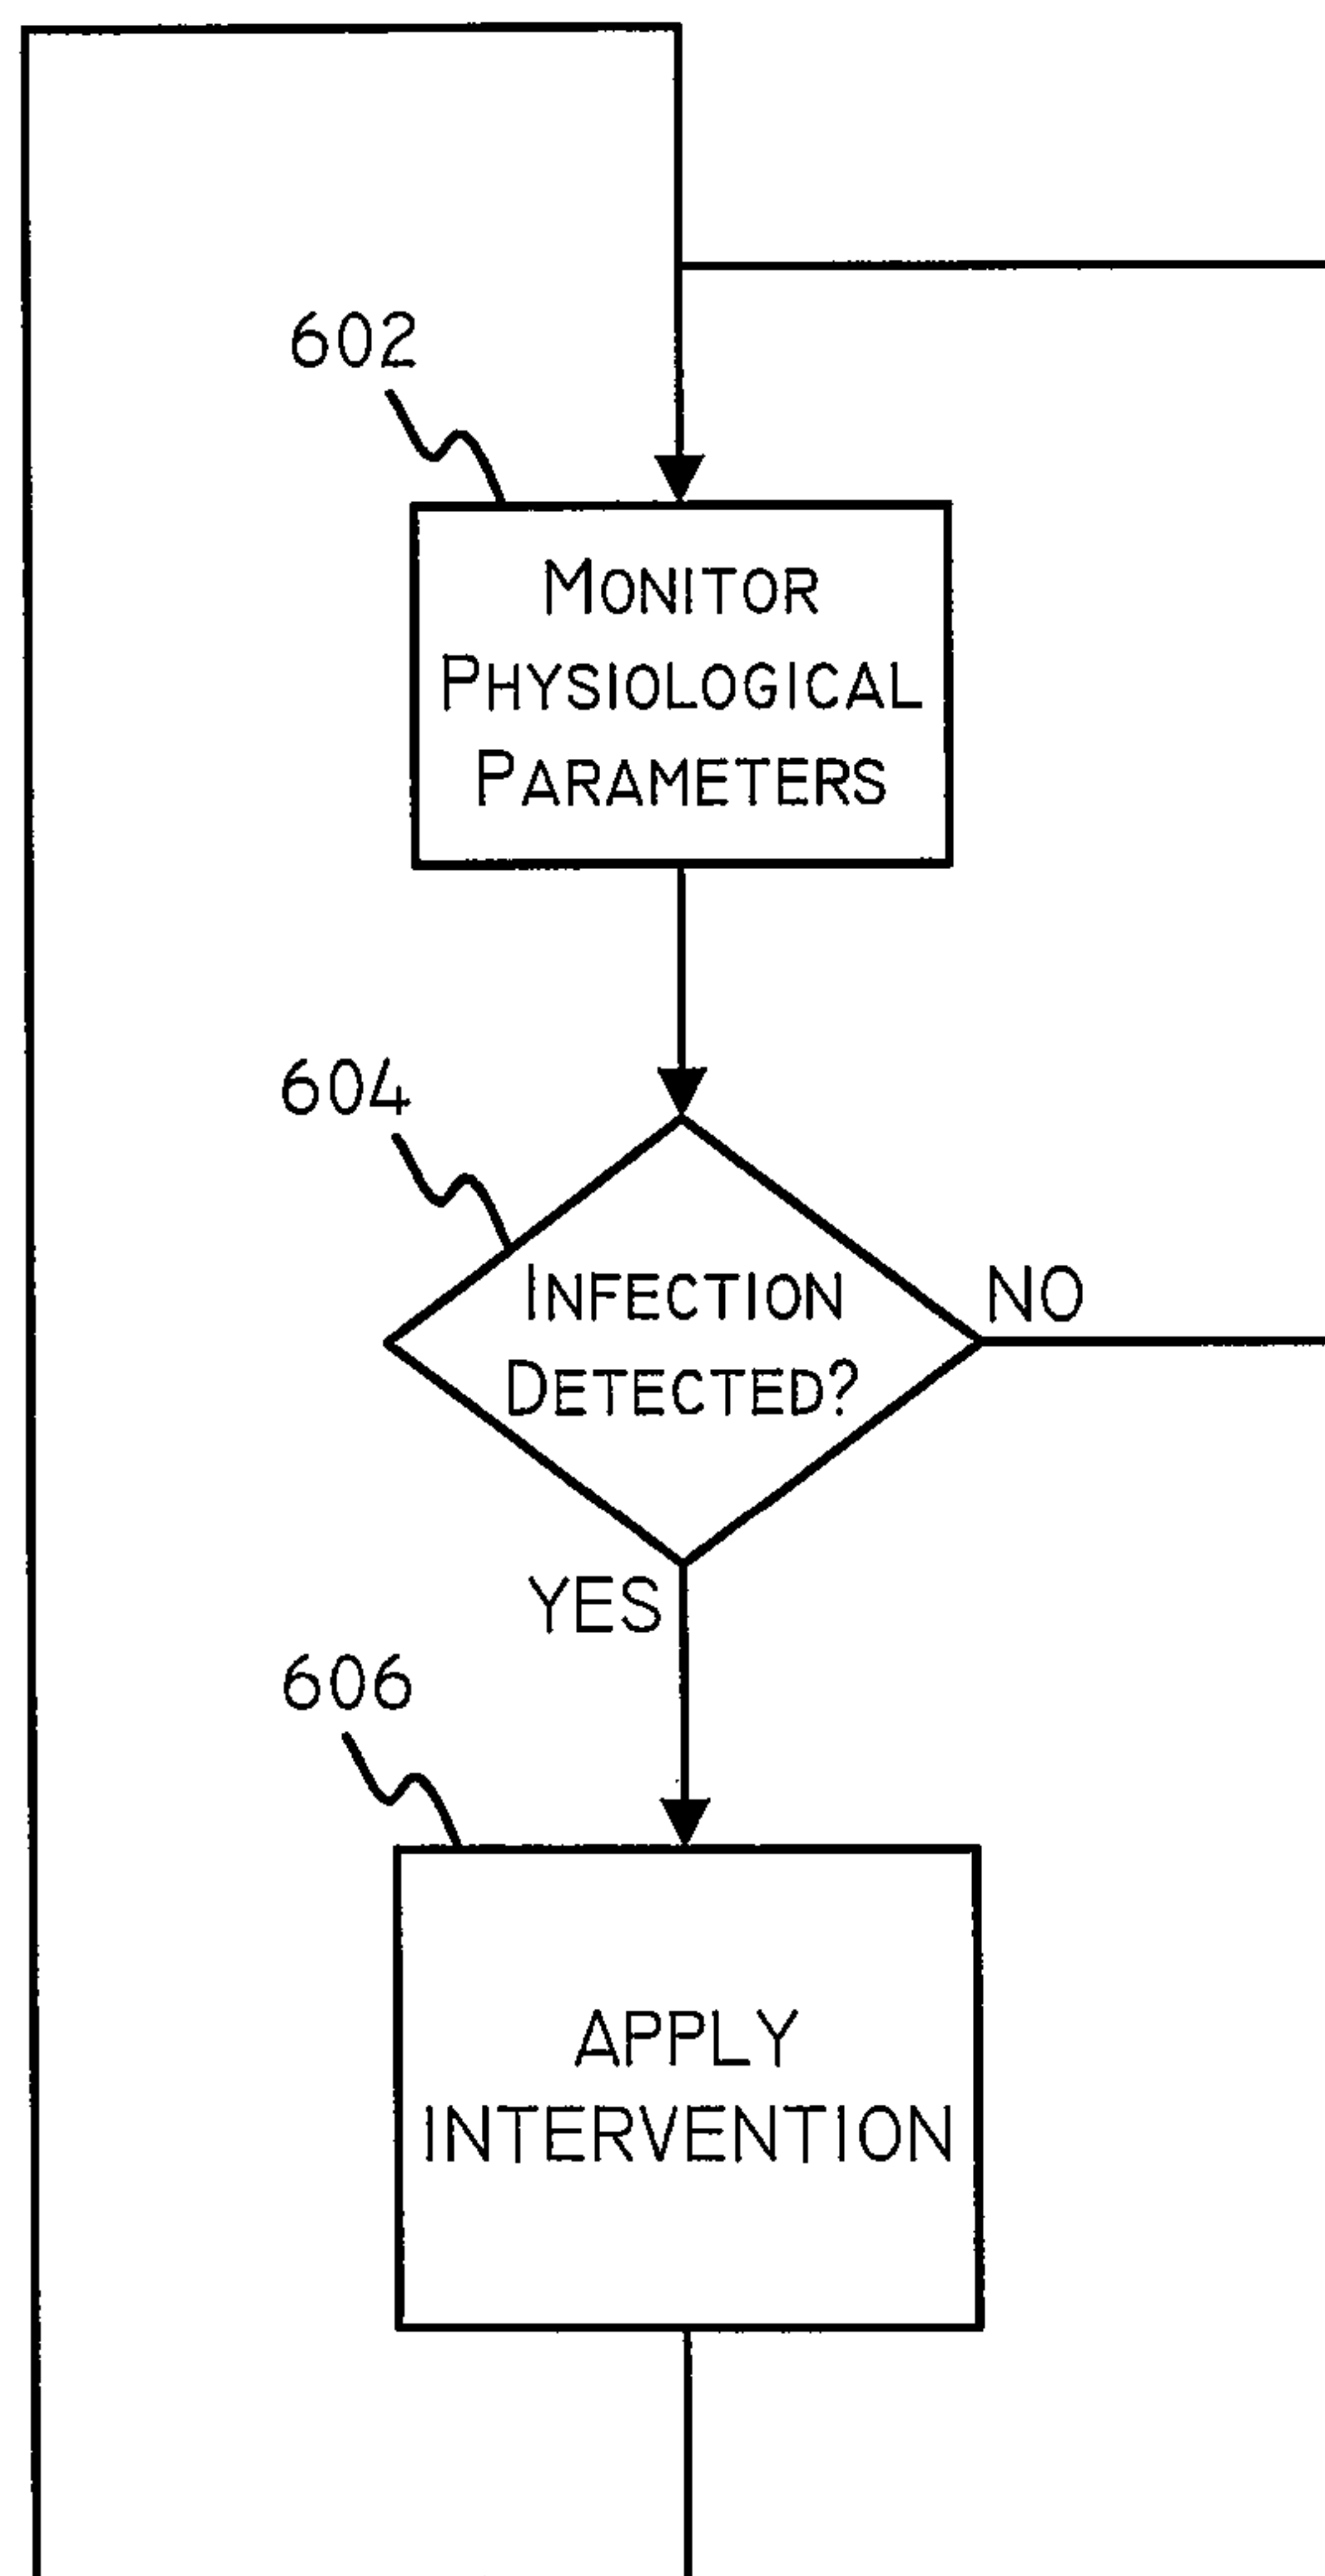 602
MONITOR
PHYSIOLOGICAL
PARAMETERS
604
INFECTION
DETECTED?
NO
YES
606
APPLY
INTERVENTION